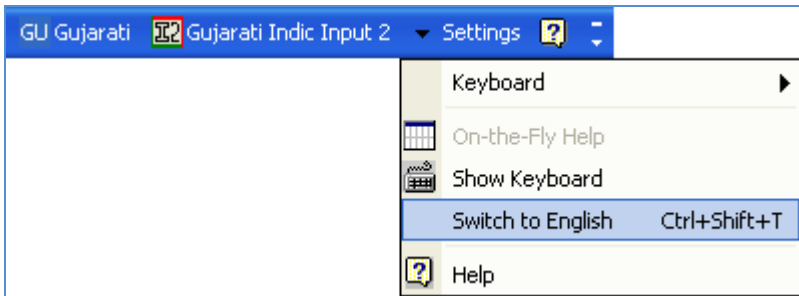 GU Gujarati I2 Gujarati Indic Input 2 Settings ?
Keyboard
On-the-Fly Help
Show Keyboard
Switch to English Ctrl+Shift+T
? Help